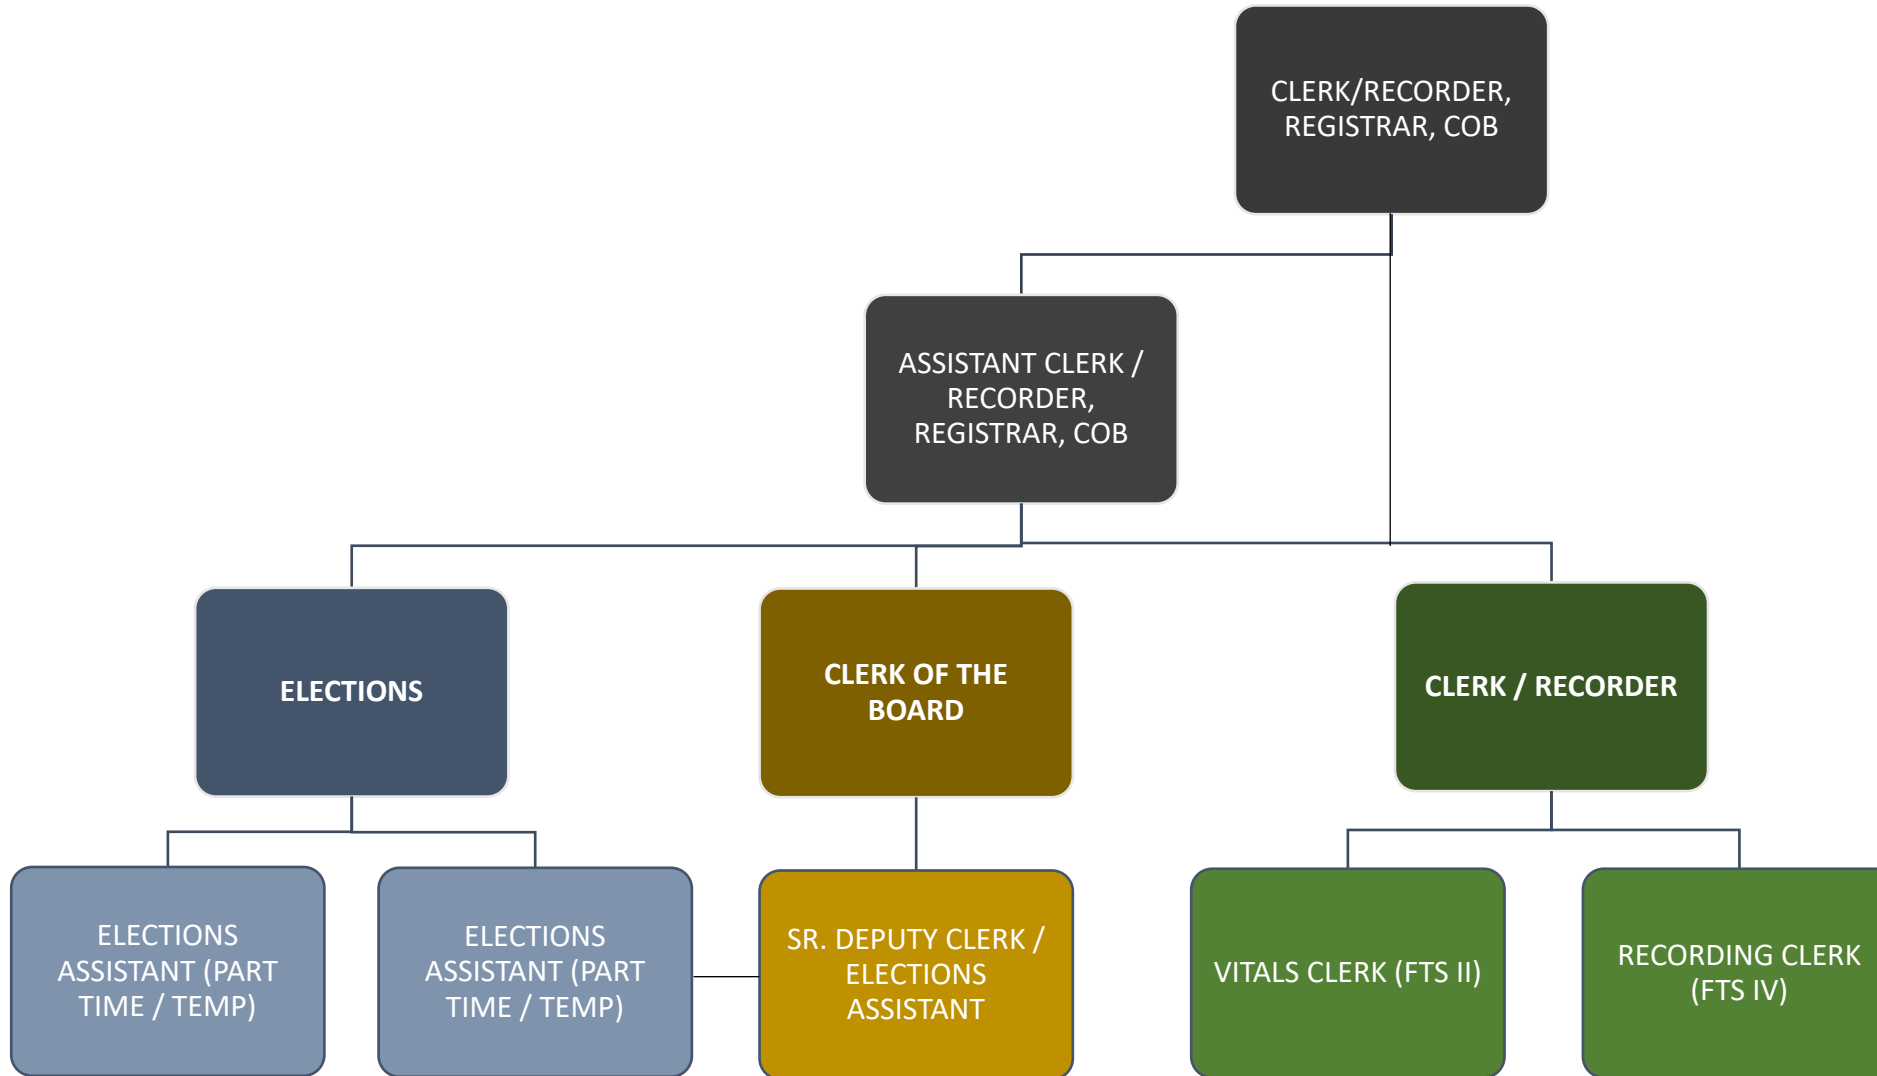 CLERK/RECORDER,
REGISTRAR, COB
ASSISTANT CLERK /
RECORDER,
REGISTRAR, COB
ELECTIONS
CLERK OF THE
BOARD
CLERK / RECORDER
ELECTIONS
ASSISTANT (PART
TIME / TEMP)
ELECTIONS
ASSISTANT (PART
TIME / TEMP)
SR. DEPUTY CLERK /
ELECTIONS
ASSISTANT
VITALS CLERK (FTS II)
RECORDING CLERK
(FTS IV)